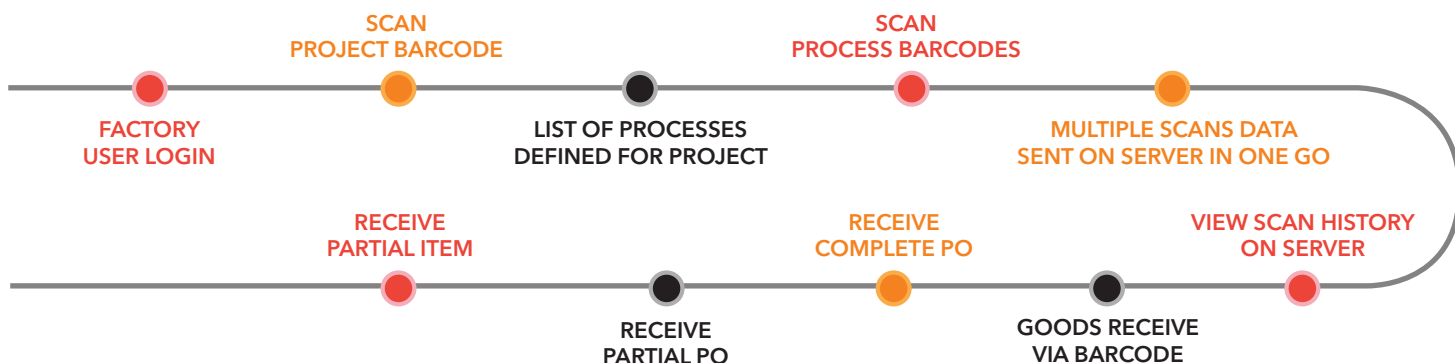 SCAN
PROJECT BARCODE
SCAN
PROCESS BARCODES
FACTORY
USER LOGIN
LIST OF PROCESSES
DEFINED FOR PROJECT
MULTIPLE SCANS DATA
SENT ON SERVER IN ONE GO
RECEIVE
PARTIAL ITEM
RECEIVE
COMPLETE PO
VIEW SCAN HISTORY
ON SERVER
RECEIVE
PARTIAL PO
GOODS RECEIVE
VIA BARCODE